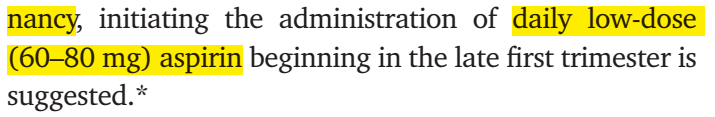 nancy, initiating the administration of daily low-dose
(60–80 mg) aspirin beginning in the late first trimester is
suggested.*